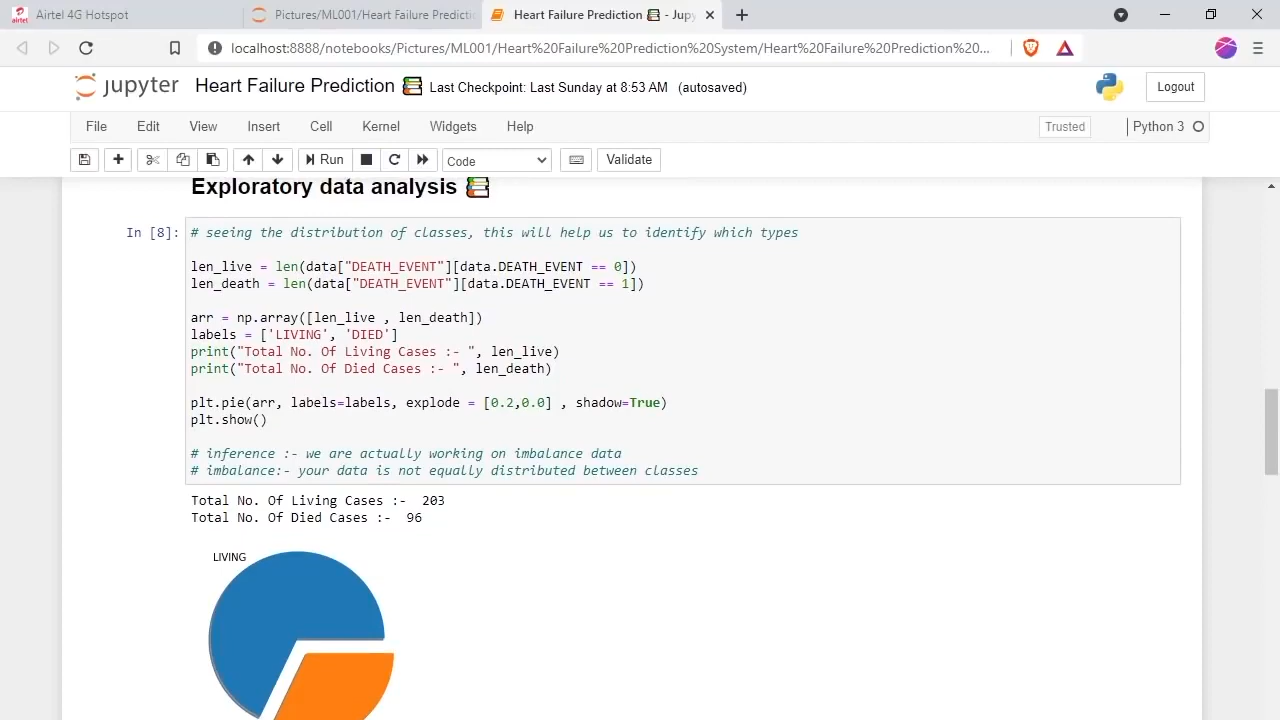 airtel Airtel 4G Hotspot
Pictures/ML001/Heart Failure Predictio
Heart Failure Prediction 📚 - Jupy
localhost:8888/notebooks/Pictures/ML001/Heart%20Failure%20Prediction%20System/Heart%20Failure%20Prediction%20...
jupyter Heart Failure Prediction 📚 Last Checkpoint: Last Sunday at 8:53 AM (autosaved)
Logout
File Edit View Insert Cell Kernel Widgets Help
Trusted Python 3
Run Code Validate
Exploratory data analysis 📚
In [8]: # seeing the distribution of classes, this will help us to identify which types
len_live = len(data["DEATH_EVENT"][data.DEATH_EVENT == 0])
len_death = len(data["DEATH_EVENT"][data.DEATH_EVENT == 1])
arr = np.array([len_live , len_death])
labels = ['LIVING', 'DIED']
print("Total No. Of Living Cases :- ", len_live)
print("Total No. Of Died Cases :- ", len_death)
plt.pie(arr, labels=labels, explode = [0.2,0.0] , shadow=True)
plt.show()
# inference :- we are actually working on imbalance data
# imbalance:- your data is not equally distributed between classes
Total No. Of Living Cases :-  203
Total No. Of Died Cases :-  96
LIVING